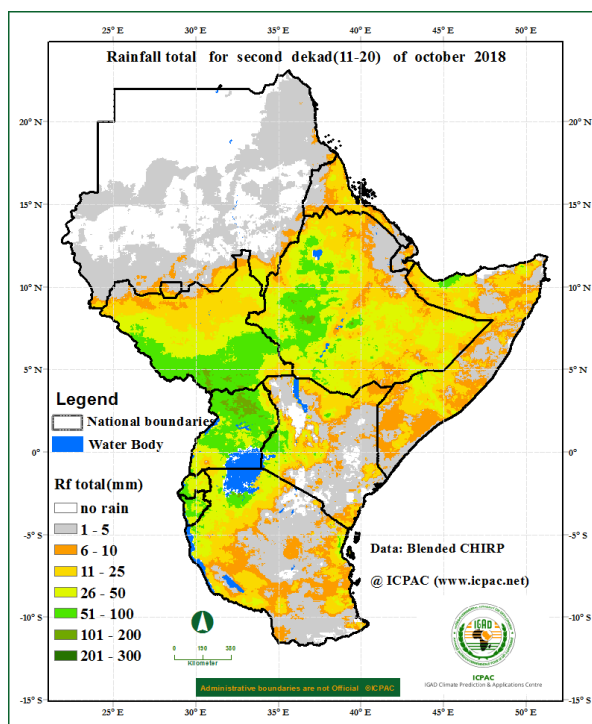 Rainfall total for second dekad(11-20) of october 2018
25°E 30°E 35°E 40°E 45°E 50°E
20°N 20°N
15°N 15°N
10°N 10°N
5°N 5°N
Legend
National boundaries
Water Body
0° 0°
Rf total(mm)
no rain
1 - 5
6 - 10
11 - 25
26 - 50
51 - 100
101 - 200
201 - 300
-5°S -5°S
Data: Blended CHIRP
@ ICPAC (www.icpac.net)
-10°S -10°S
0 190 380
Kilometer
IGAD
ICPAC
IGAD Climate Prediction & Applications Centre
Administrative boundaries are not Official ©ICPAC
-15°S -15°S
25°E 30°E 35°E 40°E 45°E 50°E